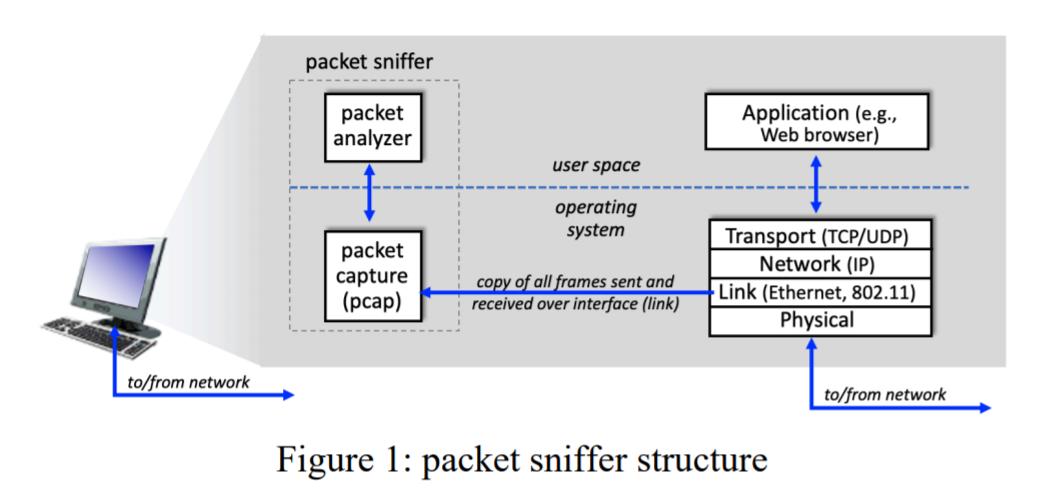 packet sniffer
packet
analyzer
Application (e.g.,
Web browser)
user space
operating
system
packet
capture
(pcap)
copy of all frames sent and
received over interface (link)
Transport (TCP/UDP)
Network (IP)
Link (Ethernet, 802.11)
Physical
to/from network
to/from network
Figure 1: packet sniffer structure